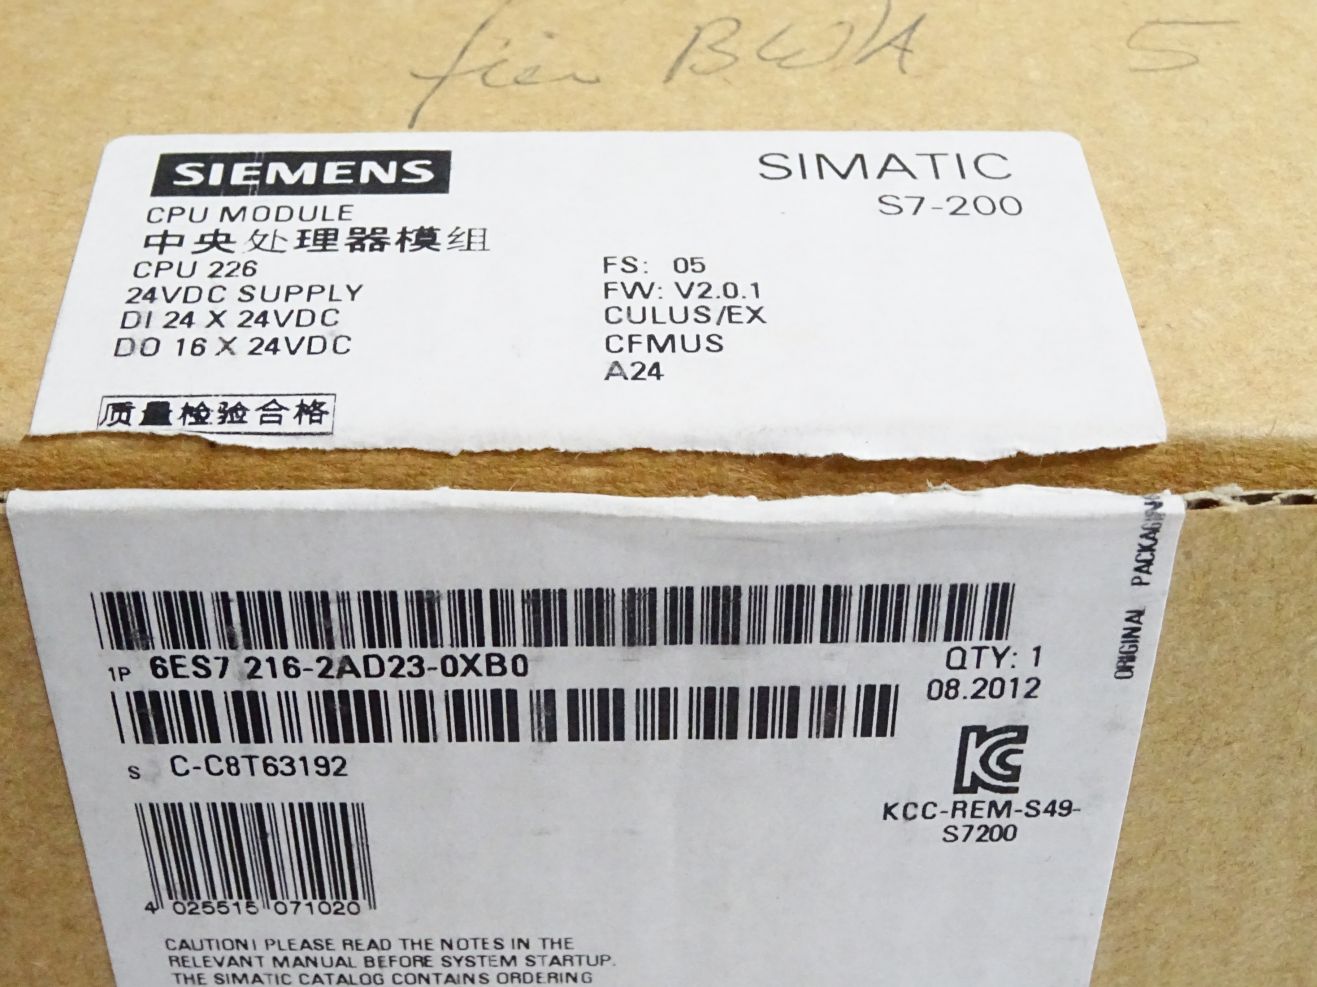 BWA 5
SIEMENS
SIMATIC
S7-200
CPU MODULE
中央处理器模组
CPU 226
24VDC SUPPLY
DI 24 X 24VDC
DO 16 X 24VDC
FS: 05
FW: V2.0.1
CULUS/EX
CFMUS
A24
质量检验合格
ORIGINAL PACKAGING
1P 6ES7 216-2AD23-0XB0
QTY: 1
08.2012
S C-C8T63192
KCC-REM-S49-
S7200
4 025515 071020
CAUTION! PLEASE READ THE NOTES IN THE
RELEVANT MANUAL BEFORE SYSTEM STARTUP.
THE SIMATIC CATALOG CONTAINS ORDERING